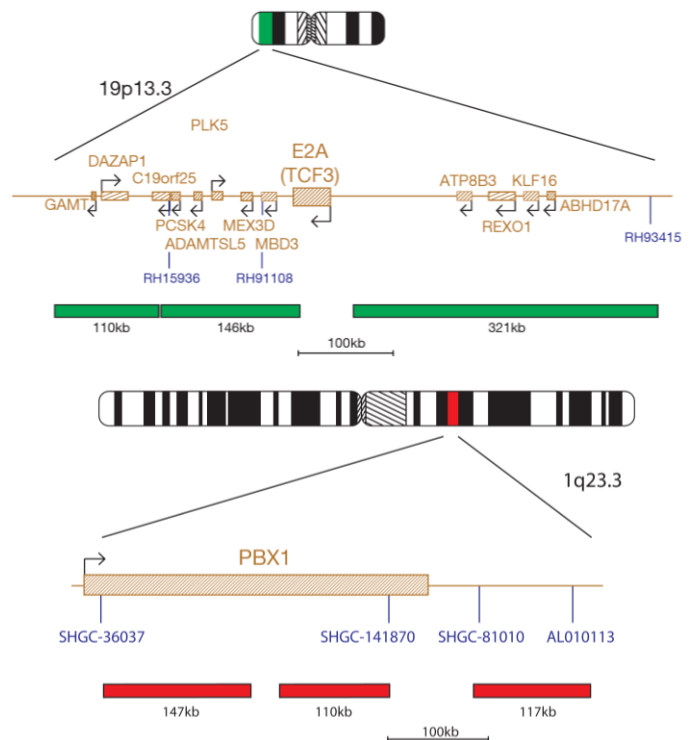 19p13.3
PLK5
E2A
(TCF3)
DAZAP1
C19orf25
ATP8B3
KLF16
GAMT
PCSK4
MEX3D
REXO1
ABHD17A
ADAMTSL5
MBD3
RH93415
RH15936
RH91108
110kb
146kb
321kb
100kb
1q23.3
PBX1
SHGC-36037
SHGC-141870
SHGC-81010
AL010113
147kb
110kb
117kb
100kb